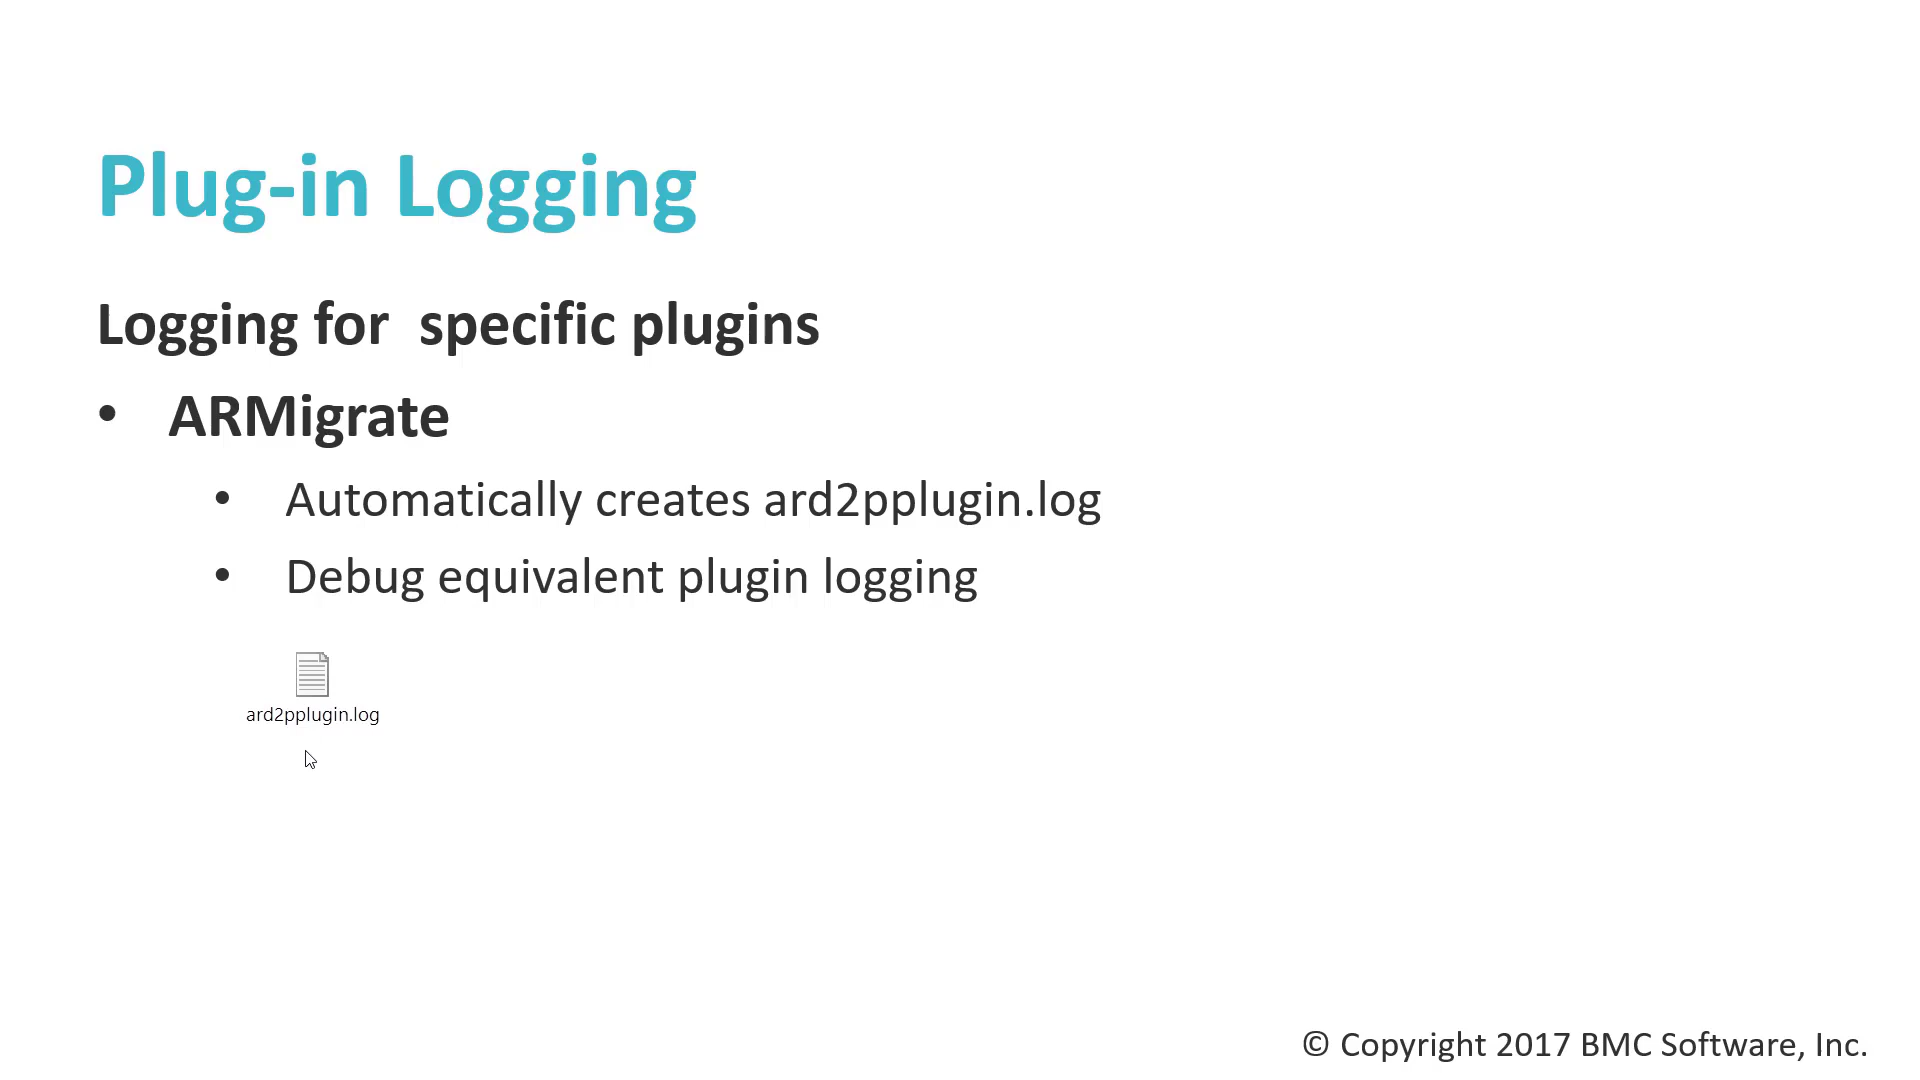 Plug-in Logging
Logging for  specific plugins
• ARMigrate
• Automatically creates ard2pplugin.log
• Debug equivalent plugin logging
ard2pplugin.log
© Copyright 2017 BMC Software, Inc.